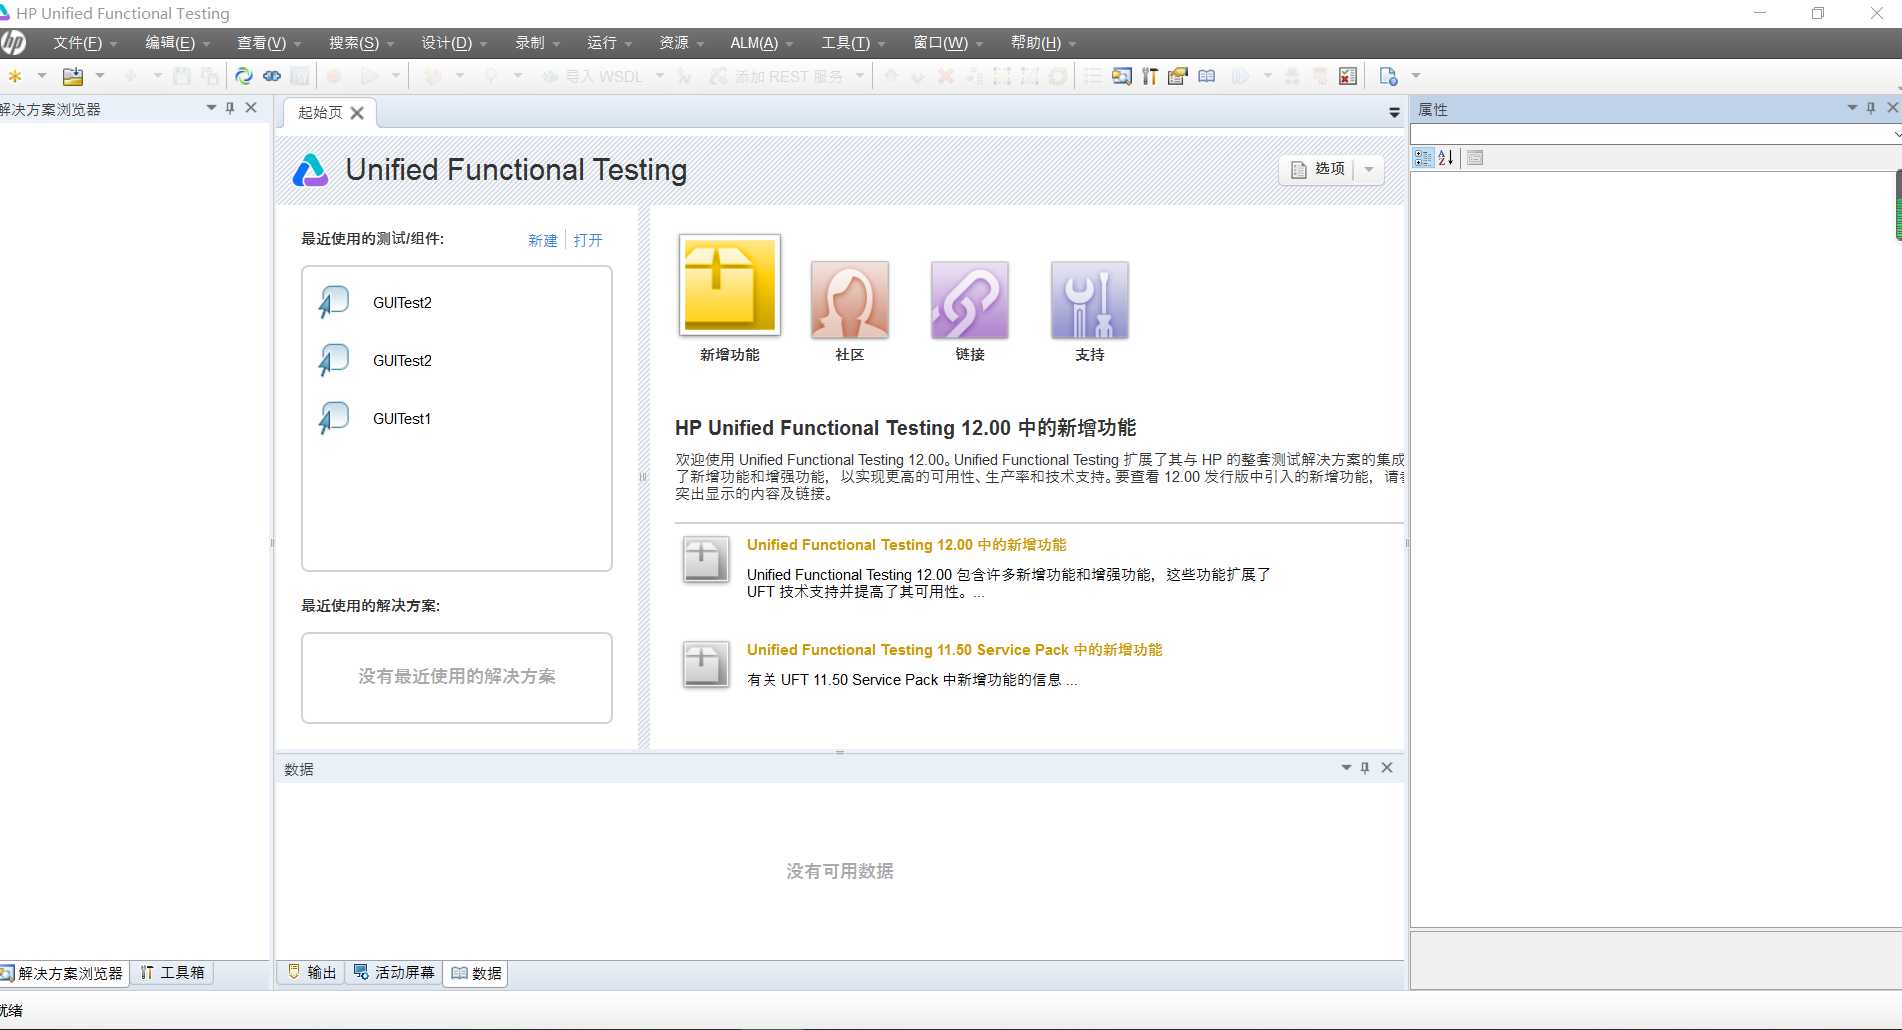 HP Unified Functional Testing
hp 文件(F) 编辑(E) 查看(V) 搜索(S) 设计(D) 录制 运行 资源 ALM(A) 工具(T) 窗口(W) 帮助(H)
导入 WSDL 添加 REST 服务
解决方案浏览器
起始页
属性
Unified Functional Testing
选项
最近使用的测试/组件:
新建 打开
GUITest2
GUITest2
GUITest1
最近使用的解决方案:
没有最近使用的解决方案
新增功能 社区 链接 支持
HP Unified Functional Testing 12.00 中的新增功能
欢迎使用 Unified Functional Testing 12.00。Unified Functional Testing 扩展了其与 HP 的整套测试解决方案的集成
了新增功能和增强功能，以实现更高的可用性、生产率和技术支持。要查看 12.00 发行版中引入的新增功能，请
突出显示的内容及链接。
Unified Functional Testing 12.00 中的新增功能
Unified Functional Testing 12.00 包含许多新增功能和增强功能，这些功能扩展了
UFT 技术支持并提高了其可用性。...
Unified Functional Testing 11.50 Service Pack 中的新增功能
有关 UFT 11.50 Service Pack 中新增功能的信息 ...
数据
没有可用数据
解决方案浏览器 工具箱
输出 活动屏幕 数据
就绪